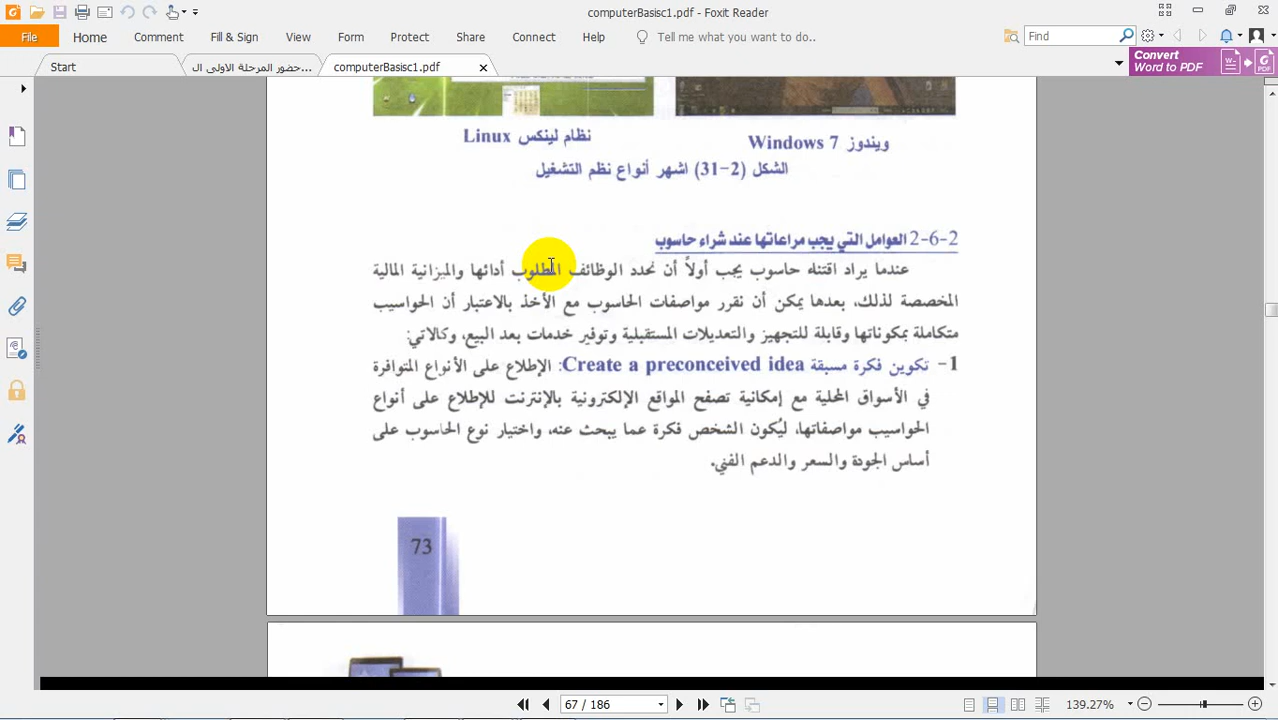 computerBasisc1.pdf - Foxit Reader
File Home Comment Fill & Sign View Form Protect Share Connect Help Tell me what you want to do.. Find
Start
حضور المرحلة الاولى ال...
computerBasisc1.pdf
Convert
Word to PDF
نظام لينكس Linux
ويندوز Windows 7
الشكل (2-31) اشهر أنواع نظم التشغيل
2-6-2 العوامل التي يجب مراعاتها عند شراء حاسوب
عندما يراد اقتناء حاسوب يجب أولاً أن نحدد الوظائف المطلوب أدائها والميزانية المالية
المخصصة لذلك، بعدها يمكن أن نقرر مواصفات الحاسوب مع الأخذ بالاعتبار أن الحواسيب
متكاملة بمكوناتها وقابلة للتجهيز والتعديلات المستقبلية وتوفير خدمات بعد البيع، وكالاتي:
1- تكوين فكرة مسبقة Create a preconceived idea: الإطلاع على الأنواع المتوافرة
في الأسواق المحلية مع إمكانية تصفح المواقع الإلكترونية بالإنترنت للإطلاع على أنواع
الحواسيب مواصفاتها، ليُكون الشخص فكرة عما يبحث عنه، واختيار نوع الحاسوب على
أساس الجودة والسعر والدعم الفني.
73
67 / 186
139.27%